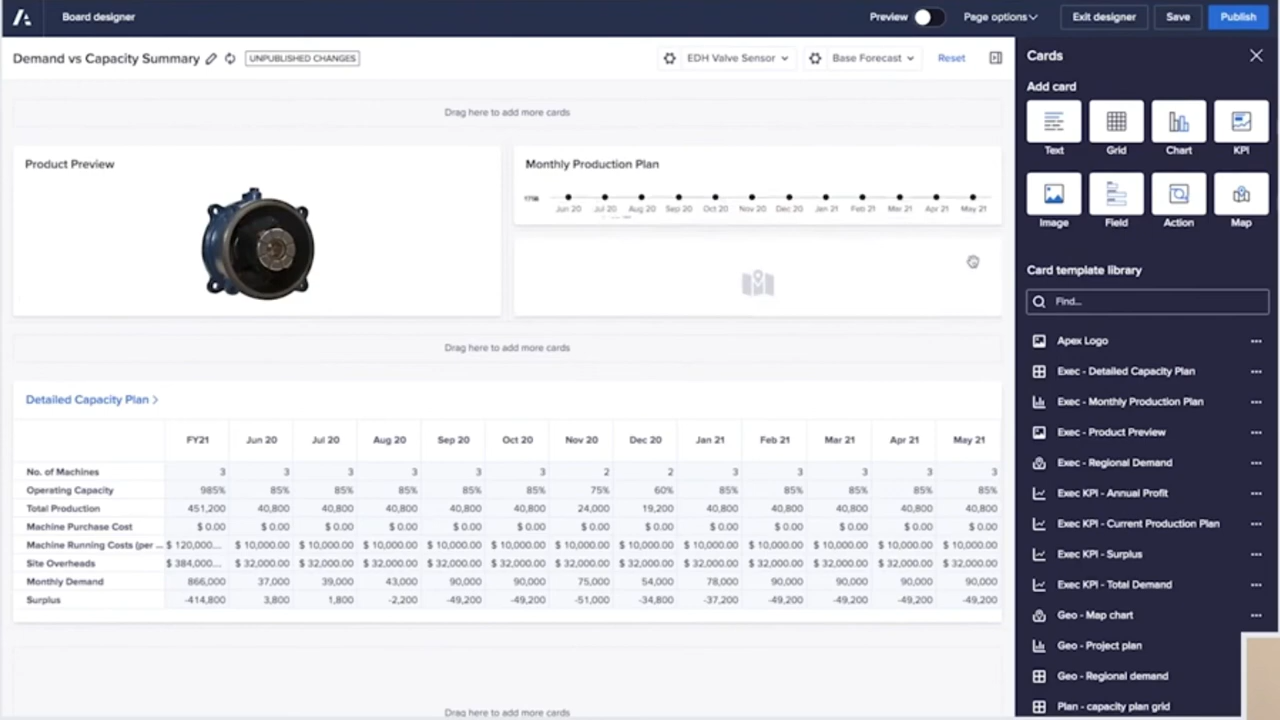 Board designer Preview Page options Exit designer Save Publish
Demand vs Capacity Summary UNPUBLISHED CHANGES EDH Valve Sensor Base Forecast Reset
Drag here to add more cards
Product Preview
Monthly Production Plan
Jun 20 Jul 20 Aug 20 Sep 20 Oct 20 Nov 20 Dec 20 Jan 21 Feb 21 Mar 21 Apr 21 May 21
Drag here to add more cards
Detailed Capacity Plan
FY21 Jun 20 Jul 20 Aug 20 Sep 20 Oct 20 Nov 20 Dec 20 Jan 21 Feb 21 Mar 21 Apr 21 May 21
No. of Machines 3 3 3 3 3 3 2 2 3 3 3 3 3
Operating Capacity 985% 85% 85% 85% 85% 85% 75% 60% 85% 85% 85% 85% 85%
Total Production 451,200 40,800 40,800 40,800 40,800 40,800 24,000 19,200 40,800 40,800 40,800 40,800 40,800
Machine Purchase Cost $ 0.00 $ 0.00 $ 0.00 $ 0.00 $ 0.00 $ 0.00 $ 0.00 $ 0.00 $ 0.00 $ 0.00 $ 0.00 $ 0.00 $ 0.00
Machine Running Costs (per ... $ 120,000.... $ 10,000.00 $ 10,000.00 $ 10,000.00 $ 10,000.00 $ 10,000.00 $ 10,000.00 $ 10,000.00 $ 10,000.00 $ 10,000.00 $ 10,000.00 $ 10,000.00 $ 10,000.00
Site Overheads $ 384,000.... $ 32,000.00 $ 32,000.00 $ 32,000.00 $ 32,000.00 $ 32,000.00 $ 32,000.00 $ 32,000.00 $ 32,000.00 $ 32,000.00 $ 32,000.00 $ 32,000.00 $ 32,000.00
Monthly Demand 866,000 37,000 39,000 43,000 90,000 90,000 75,000 54,000 78,000 90,000 90,000 90,000 90,000
Surplus -414,800 3,800 1,800 -2,200 -49,200 -49,200 -51,000 -34,800 -37,200 -49,200 -49,200 -49,200 -49,200
Drag here to add more cards
Cards
Add card
Text Grid Chart KPI
Image Field Action Map
Card template library
Find...
Apex Logo
Exec - Detailed Capacity Plan
Exec - Monthly Production Plan
Exec - Product Preview
Exec - Regional Demand
Exec KPI - Annual Profit
Exec KPI - Current Production Plan
Exec KPI - Surplus
Exec KPI - Total Demand
Geo - Map chart
Geo - Project plan
Geo - Regional demand
Plan - capacity plan grid